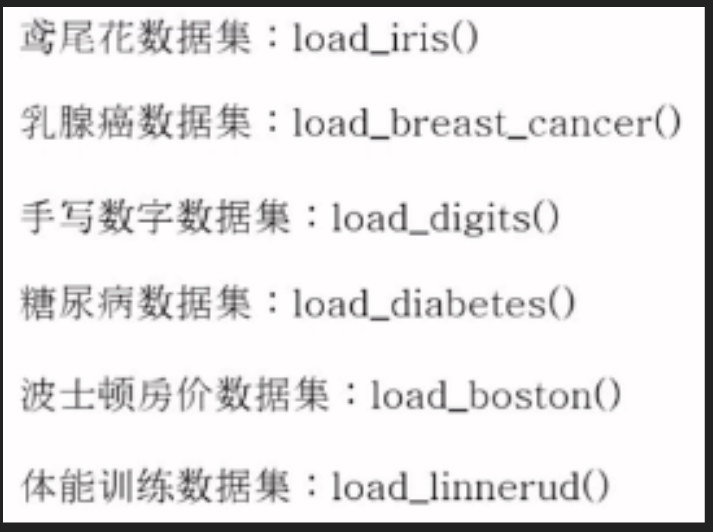 鸢尾花数据集：load_iris()
乳腺癌数据集：load_breast_cancer()
手写数字数据集：load_digits()
糖尿病数据集：load_diabetes()
波士顿房价数据集：load_boston()
体能训练数据集：load_linnerud()